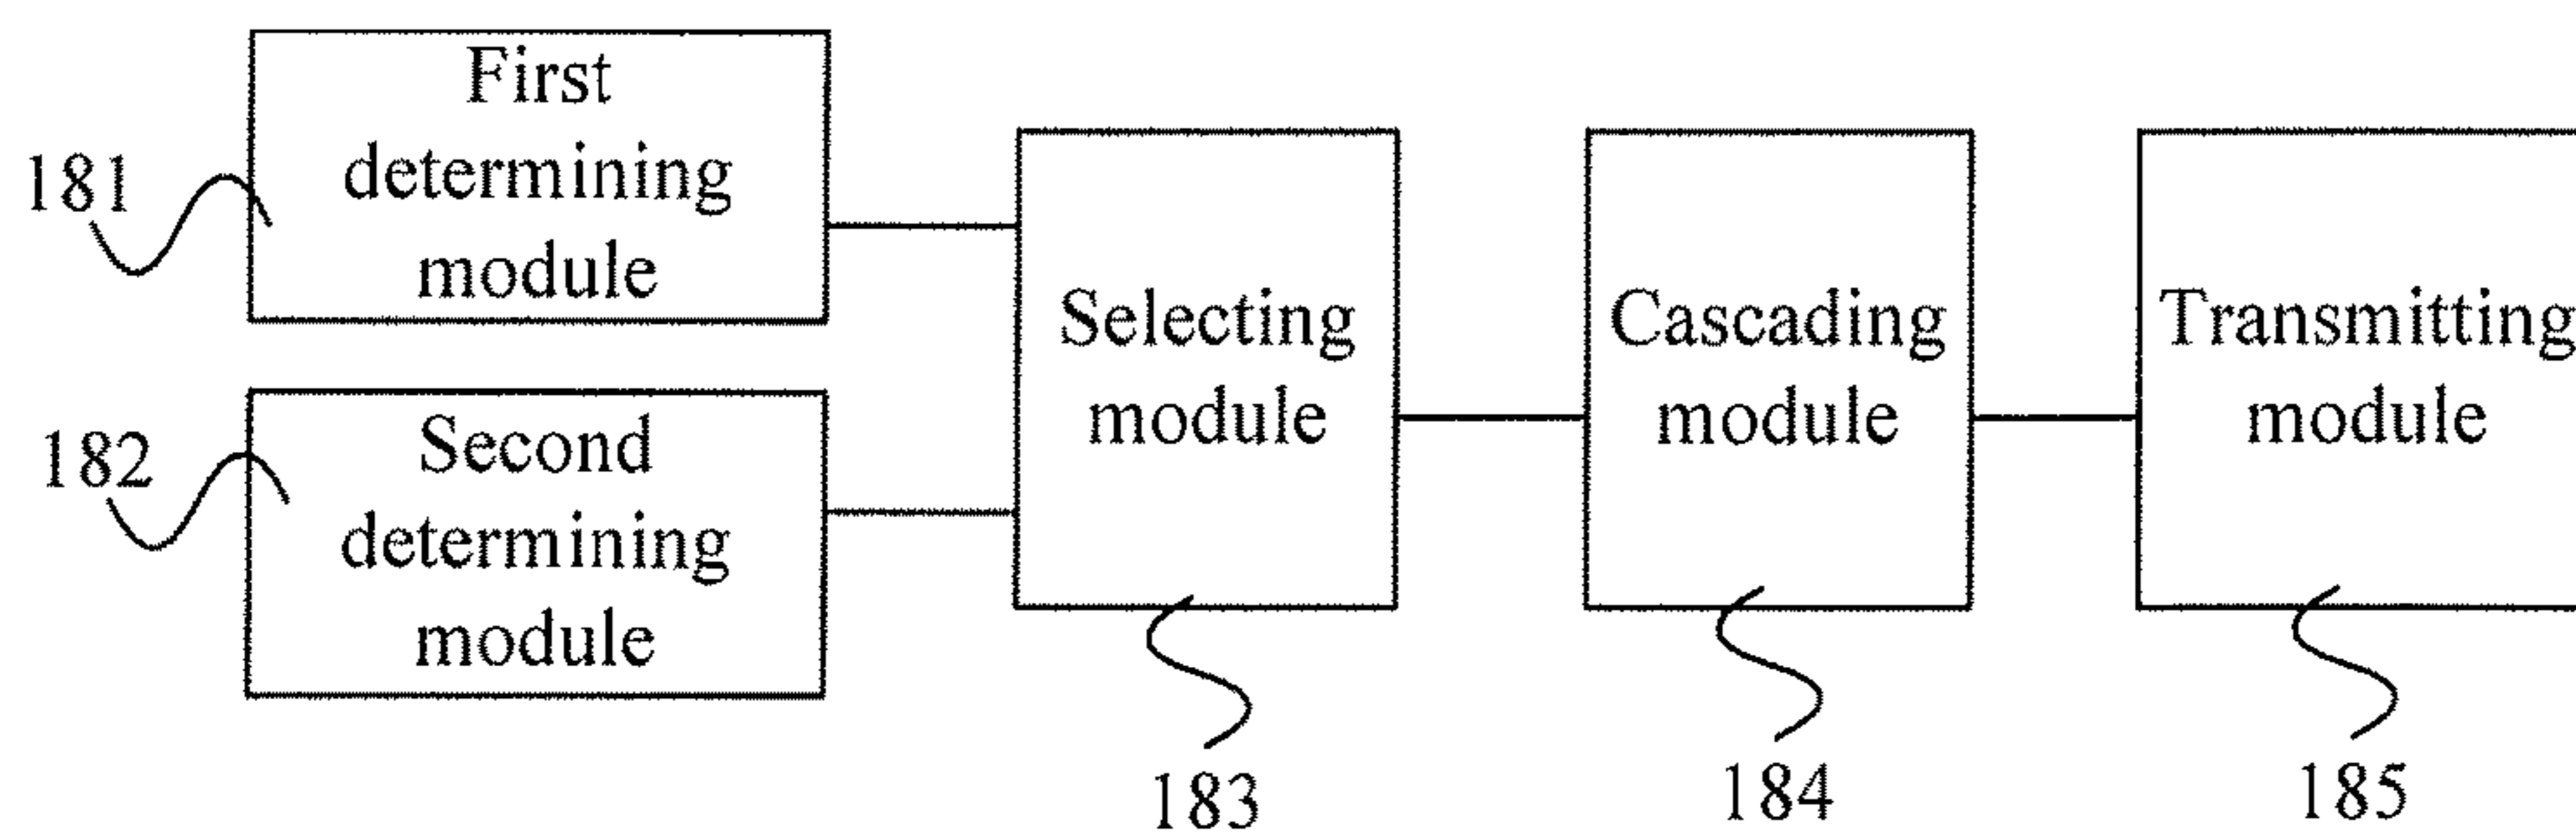 First
determining
module
181
Second
determining
module
182
Selecting
module
183
Cascading
module
184
Transmitting
module
185